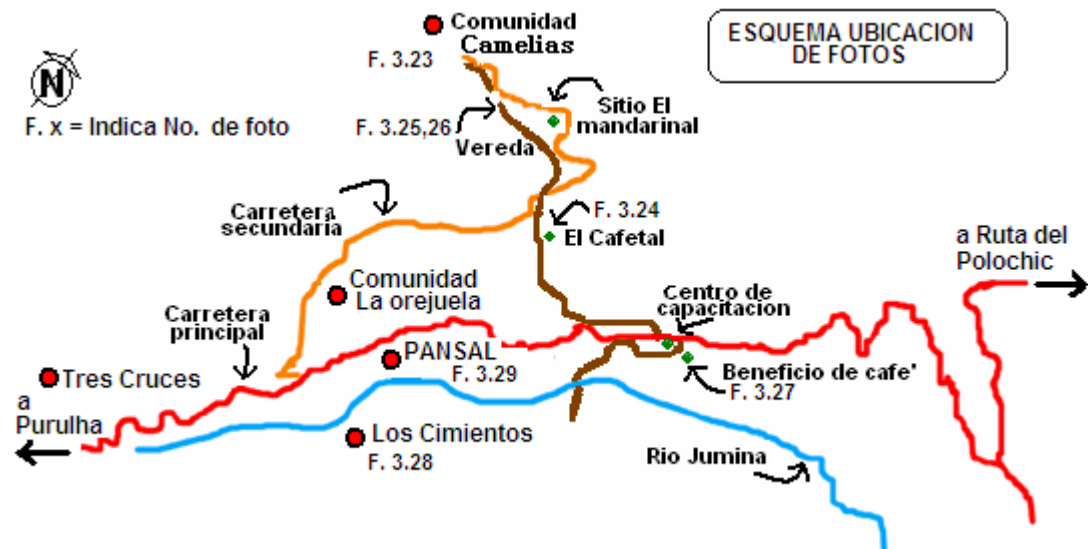 Comunidad
Camelias
F. 3.23
ESQUEMA UBICACION
DE FOTOS
N
F. x = Indica No. de foto
F. 3.25,26
Vereda
Sitio El
mandarinal
Carretera
secundaria
F. 3.24
El Cafetal
a Ruta del
Polochic
Comunidad
La orejuela
Centro de
capacitacion
Carretera
principal
PANSAL
F. 3.29
Beneficio de cafe'
F. 3.27
Tres Cruces
a
Purulha
Los Cimientos
F. 3.28
Rio Jumina